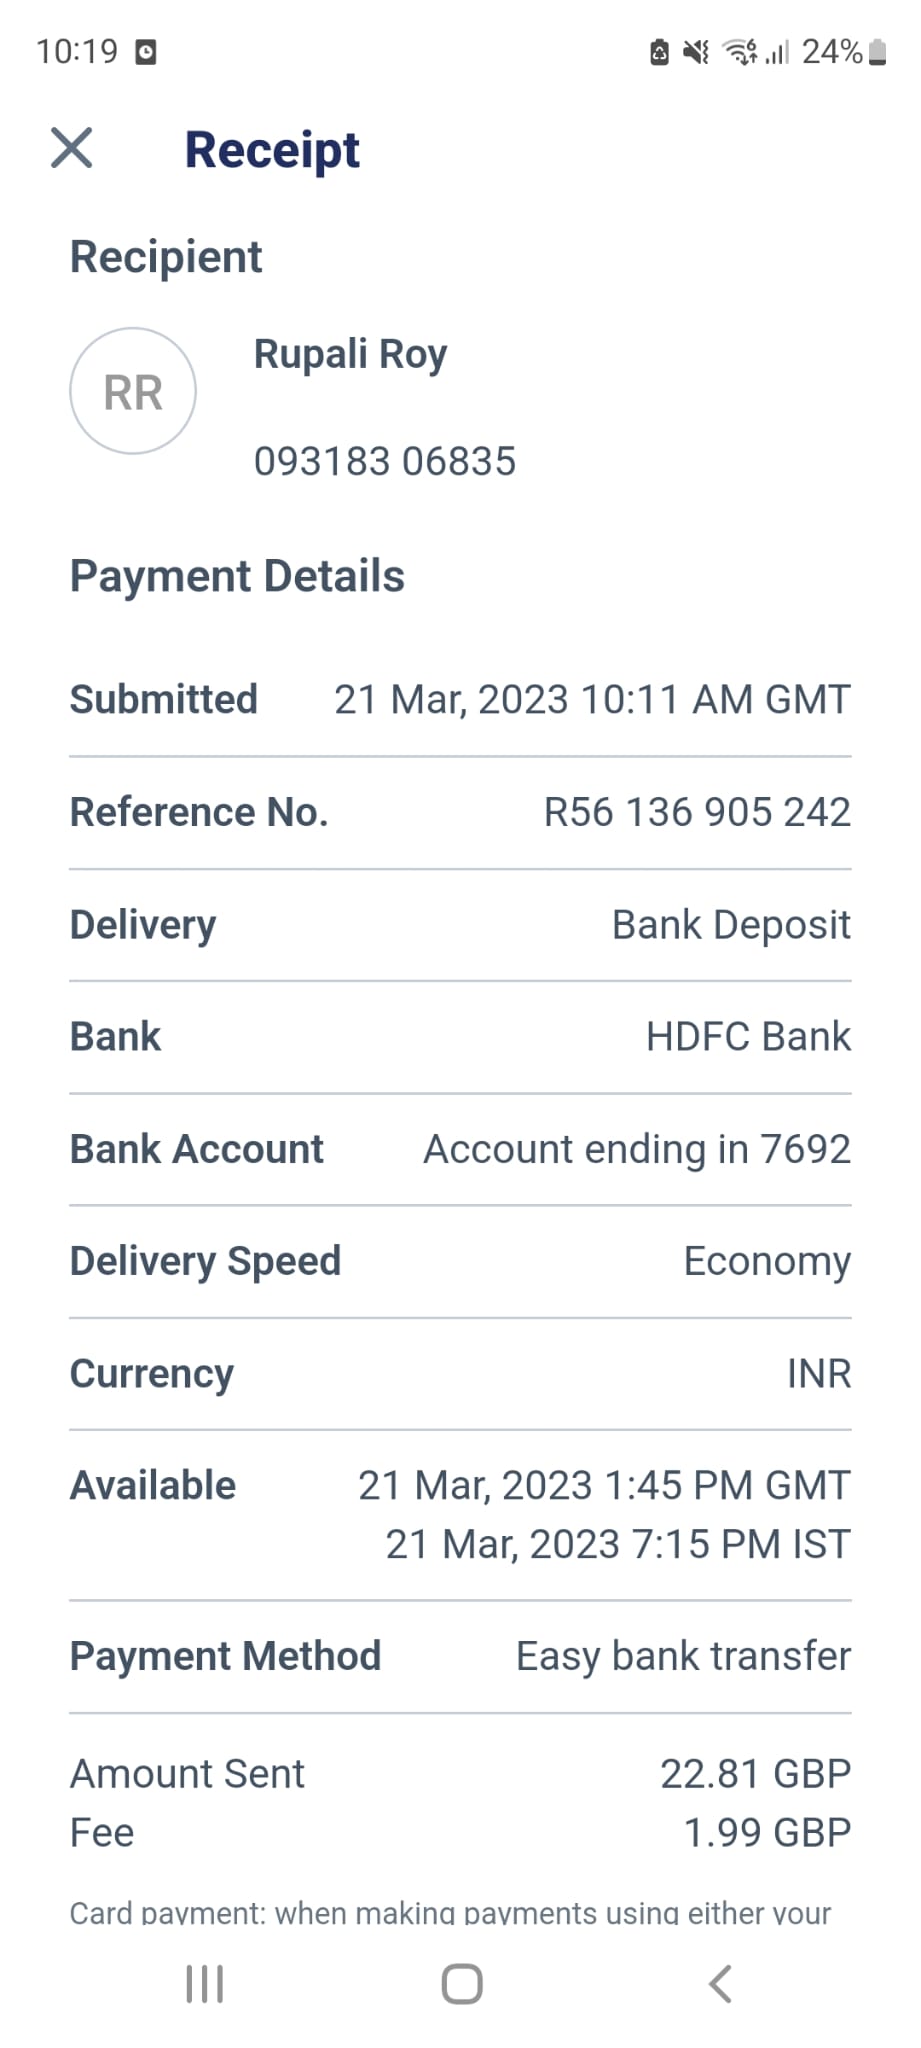 10:19 24%
Receipt
Recipient
RR
Rupali Roy
093183 06835
Payment Details
Submitted 21 Mar, 2023 10:11 AM GMT
Reference No. R56 136 905 242
Delivery Bank Deposit
Bank HDFC Bank
Bank Account Account ending in 7692
Delivery Speed Economy
Currency INR
Available 21 Mar, 2023 1:45 PM GMT
21 Mar, 2023 7:15 PM IST
Payment Method Easy bank transfer
Amount Sent 22.81 GBP
Fee 1.99 GBP
Card payment: when making payments using either your